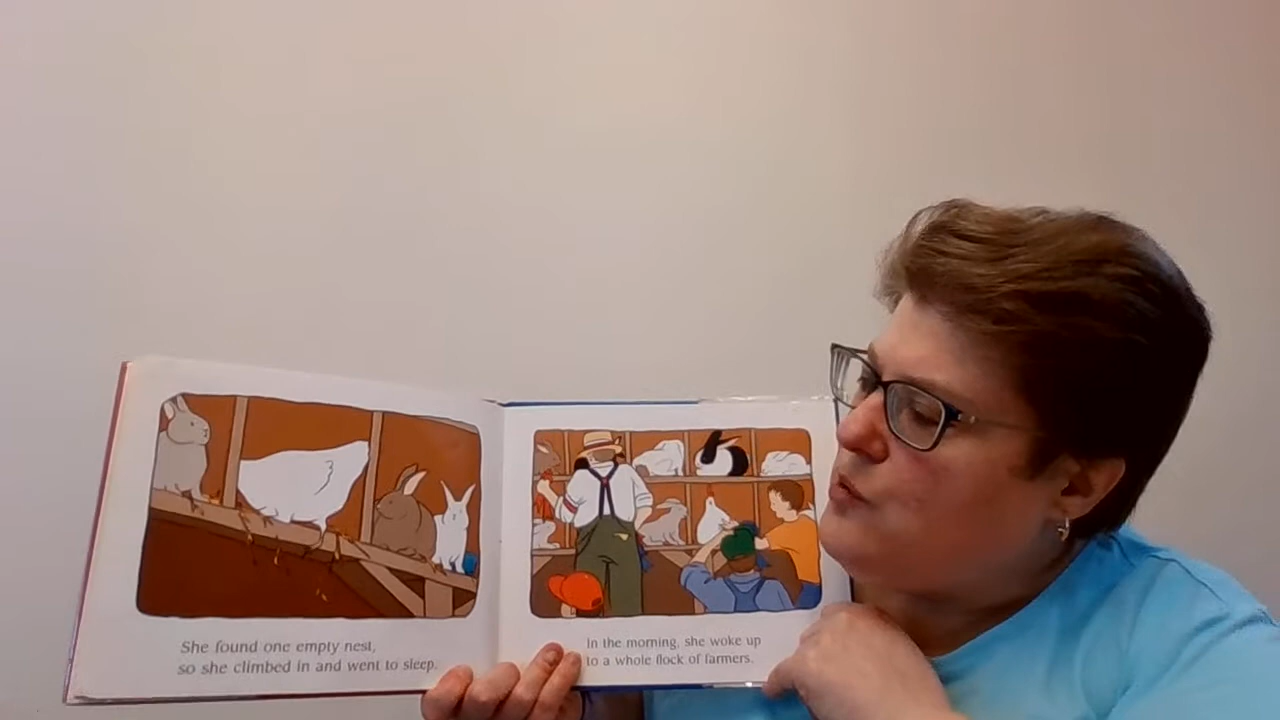 She found one empty nest,
so she climbed in and went to sleep.
In the morning, she woke up
to a whole flock of farmers.